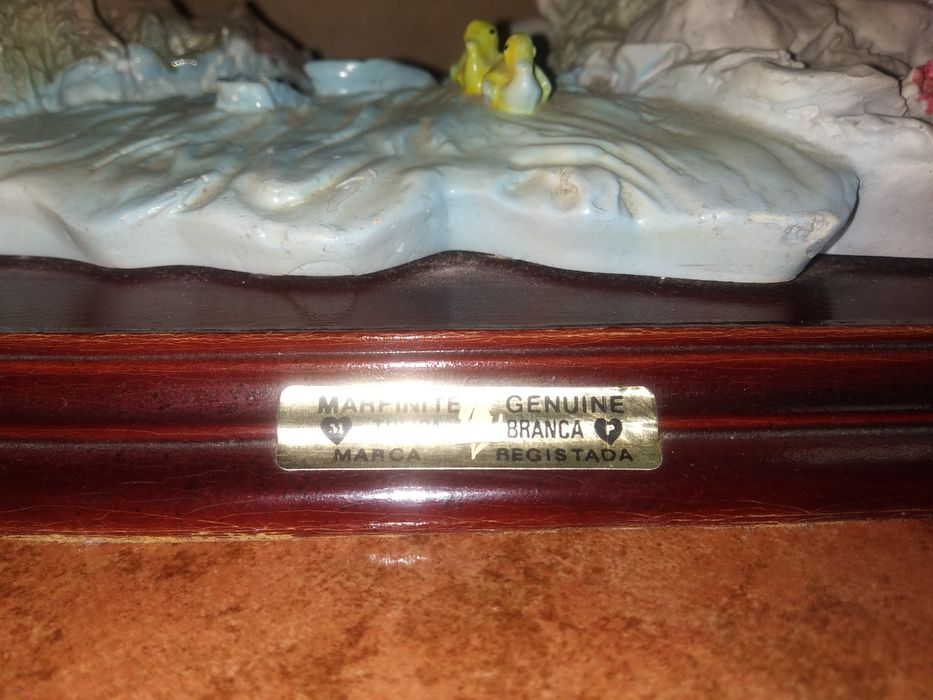 MARFINITE GENUINE
M BRANCA P
MARCA REGISTADA